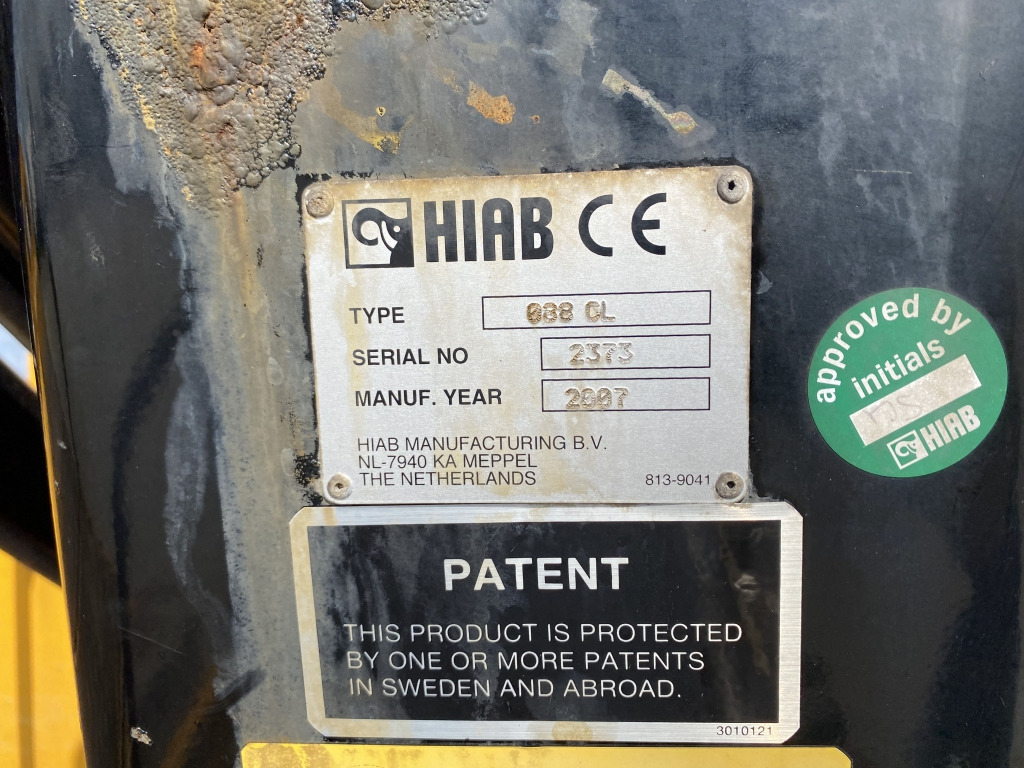 HIAB CE
TYPE 088 CL
SERIAL NO 2373
MANUF. YEAR 2007
HIAB MANUFACTURING B.V.
NL-7940 KA MEPPEL
THE NETHERLANDS 813-9041
approved by
initials
HIAB
PATENT
THIS PRODUCT IS PROTECTED
BY ONE OR MORE PATENTS
IN SWEDEN AND ABROAD.
3010121